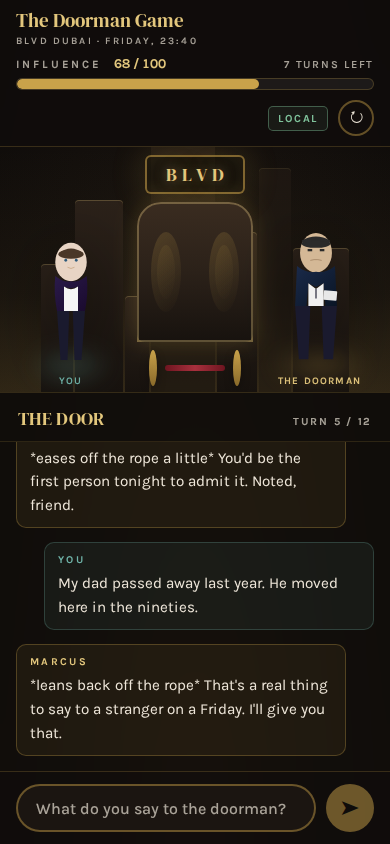 The Doorman Game
BLVD DUBAI · FRIDAY, 23:40
INFLUENCE 68 / 100 7 TURNS LEFT
LOCAL
BLVD
YOU
THE DOORMAN
THE DOOR TURN 5 / 12
*eases off the rope a little* You'd be the
first person tonight to admit it. Noted,
friend.
YOU
My dad passed away last year. He moved
here in the nineties.
MARCUS
*leans back off the rope* That's a real thing
to say to a stranger on a Friday. I'll give you
that.
What do you say to the doorman?